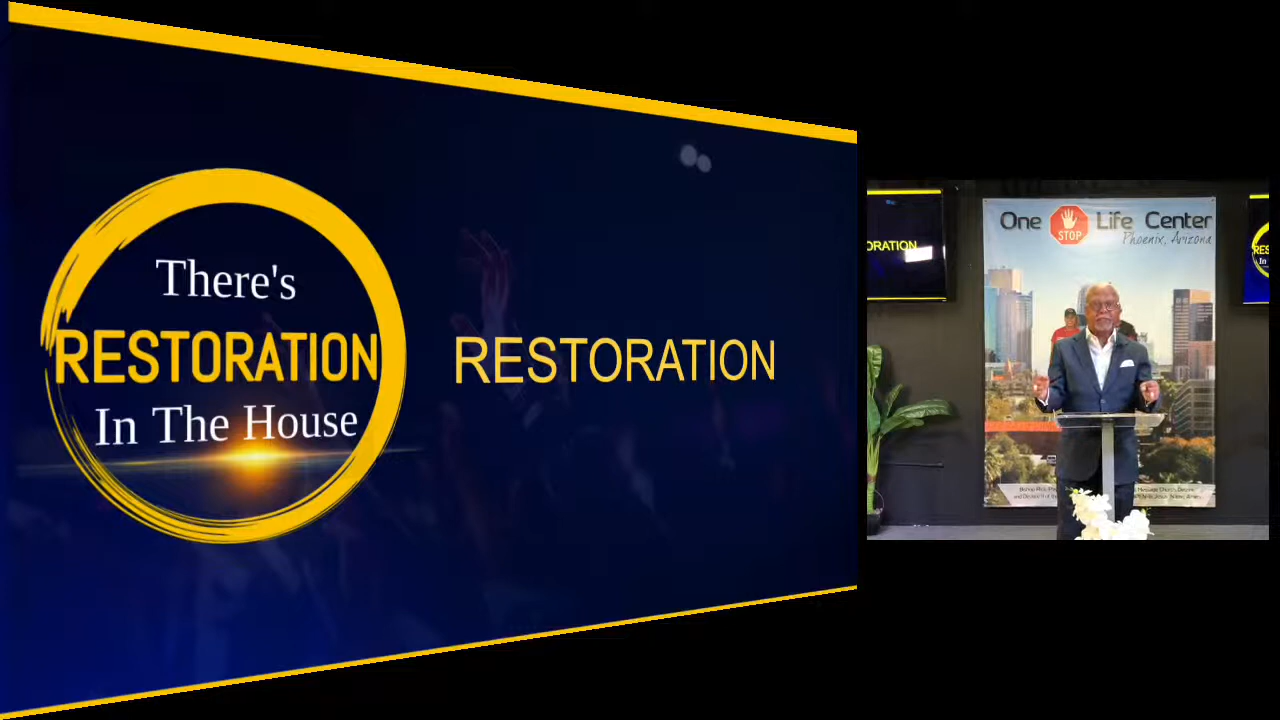 There's
RESTORATION
In The House
RESTORATION
ORATION
One STOP Life Center
Phoenix, Arizona